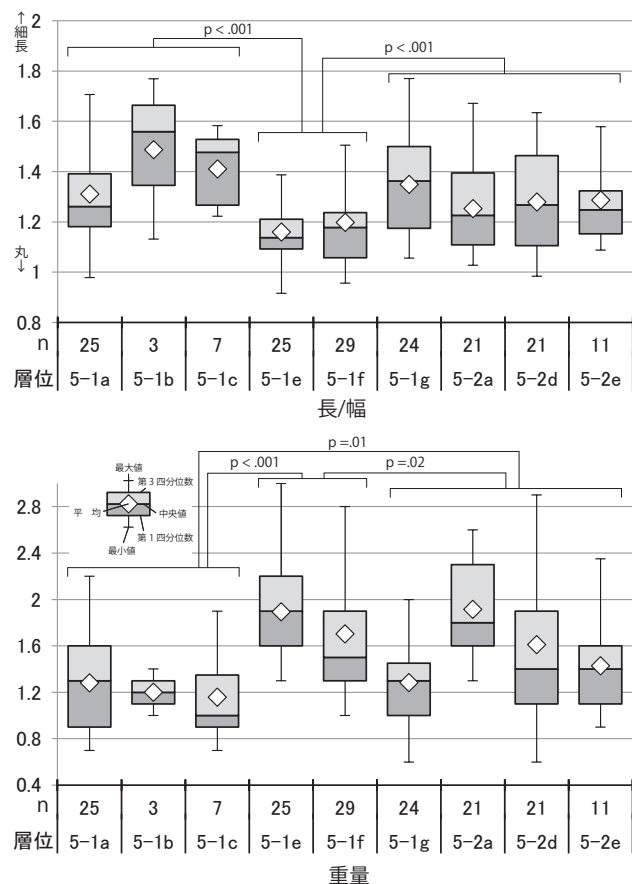 2
↑細長
p < .001
p < .001
1.8
1.6
1.4
1.2
1
丸↓
0.8
n 25 3 7 25 29 24 21 21 11
層位 5-1a 5-1b 5-1c 5-1e 5-1f 5-1g 5-2a 5-2d 5-2e
長/幅
p =.01
p < .001 p =.02
最大値
第3四分位数
平 均 中央値
第1四分位数
最小値
2.8
2.4
2
1.6
1.2
0.8
0.4
n 25 3 7 25 29 24 21 21 11
層位 5-1a 5-1b 5-1c 5-1e 5-1f 5-1g 5-2a 5-2d 5-2e
重量